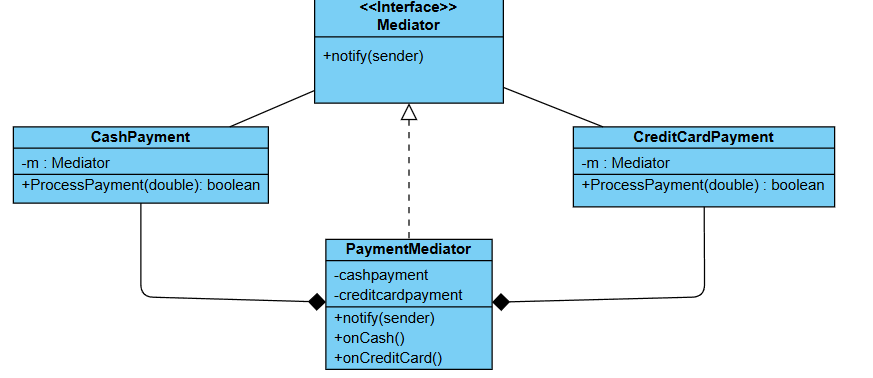 <<Interface>>
Mediator
+notify(sender)
CashPayment
-m : Mediator
+ProcessPayment(double): boolean
CreditCardPayment
-m : Mediator
+ProcessPayment(double) : boolean
PaymentMediator
-cashpayment
-creditcardpayment
+notify(sender)
+onCash()
+onCreditCard()